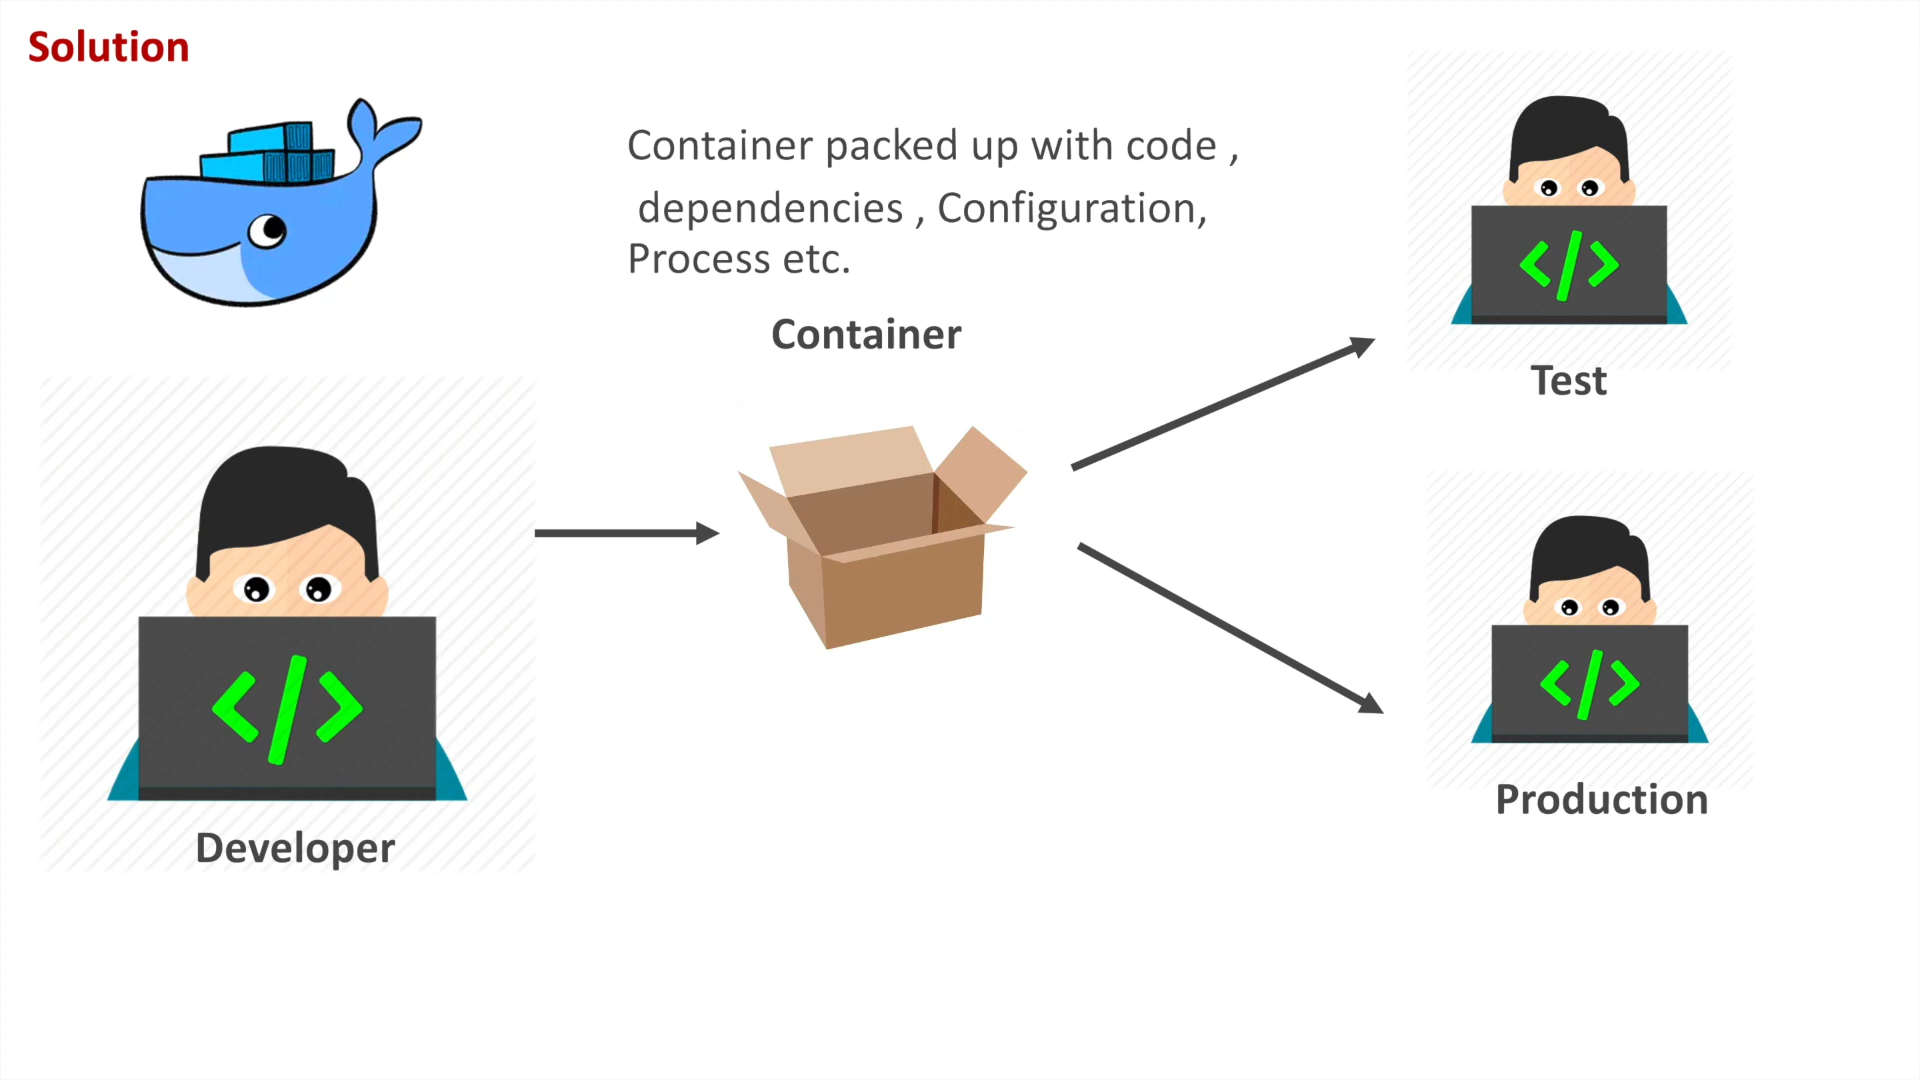 Solution
Container packed up with code ,
dependencies , Configuration,
Process etc.
Container
Test
Developer
Production